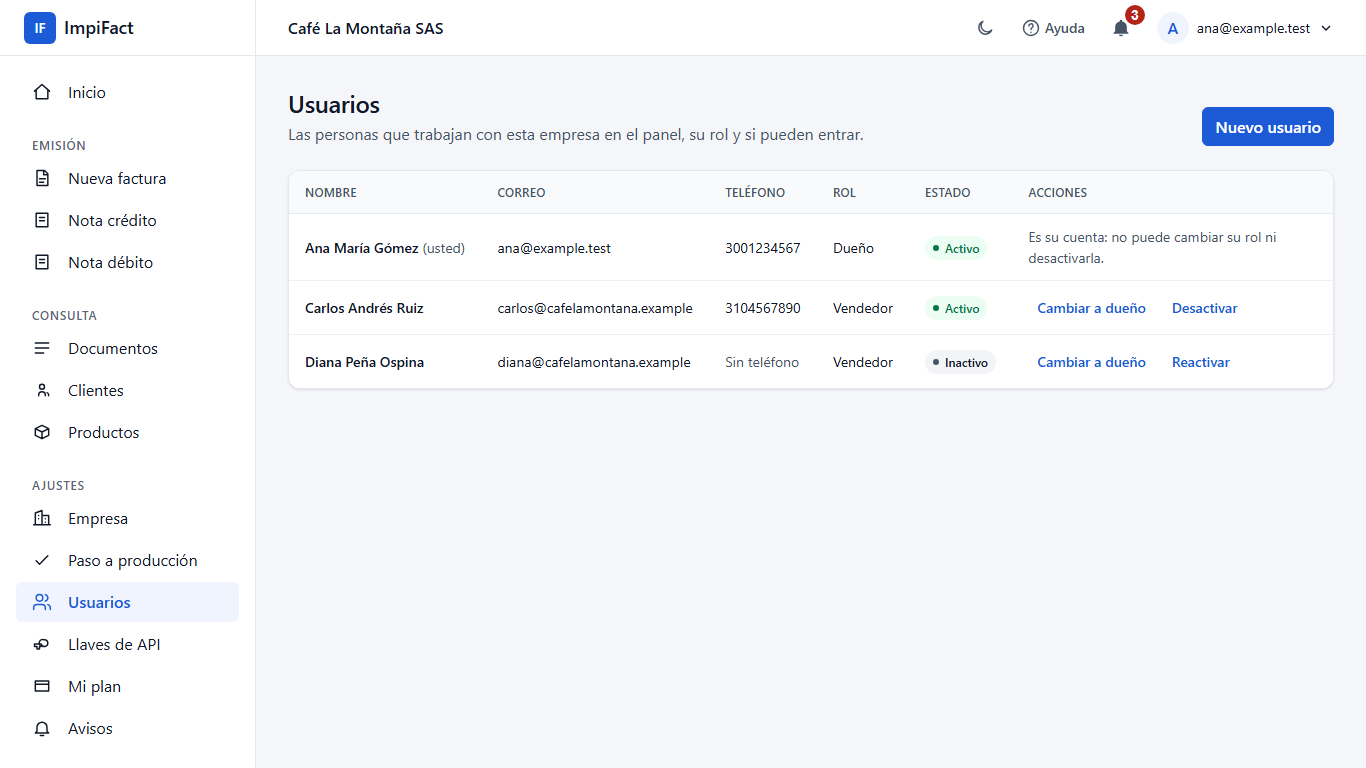 IF ImpiFact
Café La Montaña SAS
Ayuda
3
A ana@example.test
Inicio
EMISIÓN
Nueva factura
Nota crédito
Nota débito
CONSULTA
Documentos
Clientes
Productos
AJUSTES
Empresa
Paso a producción
Usuarios
Llaves de API
Mi plan
Avisos
Usuarios
Las personas que trabajan con esta empresa en el panel, su rol y si pueden entrar.
Nuevo usuario
NOMBRE CORREO TELÉFONO ROL ESTADO ACCIONES
Ana María Gómez (usted) ana@example.test 3001234567 Dueño Activo Es su cuenta: no puede cambiar su rol ni
desactivarla.
Carlos Andrés Ruiz carlos@cafelamontana.example 3104567890 Vendedor Activo Cambiar a dueño Desactivar
Diana Peña Ospina diana@cafelamontana.example Sin teléfono Vendedor Inactivo Cambiar a dueño Reactivar